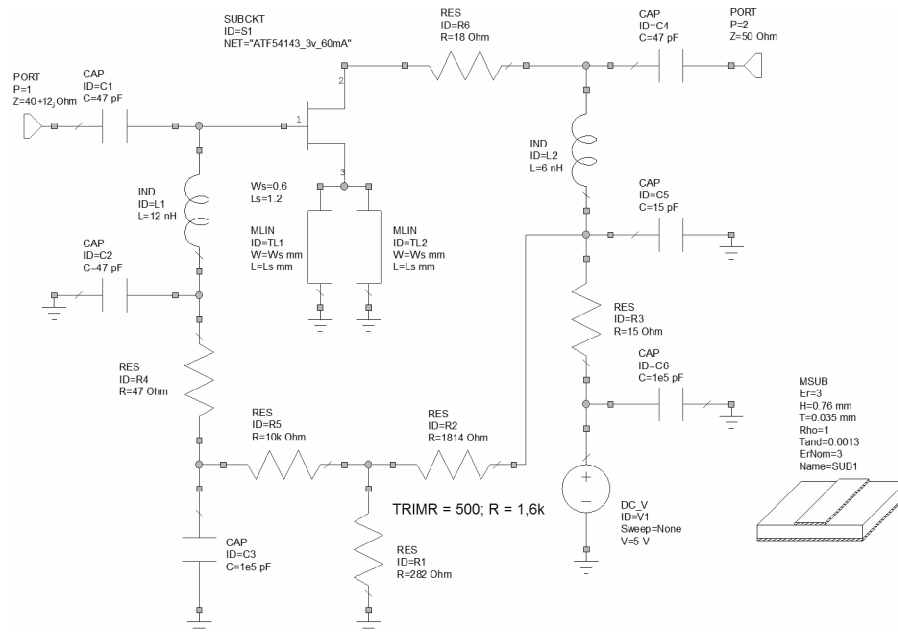 SUBCKT
ID=S1
NET="ATF54143_3v_60mA"
RES
ID=R6
R=18 Ohm
CAP
ID=C4
C=47 pF
PORT
P=2
Z=50 Ohm
PORT
P=1
Z=40+12j Ohm
CAP
ID=C1
C=47 pF
2
1
3
IND
ID=L1
L=12 nH
Ws=0.6
Ls=1.2
IND
ID=L2
L=6 nH
MLIN
ID=TL1
W=Ws mm
L=Ls mm
MLIN
ID=TL2
W=Ws mm
L=Ls mm
CAP
ID=C5
C=15 pF
CAP
ID=C2
C=47 pF
RES
ID=R3
R=15 Ohm
RES
ID=R4
R=47 Ohm
CAP
ID=C6
C=1e5 pF
RES
ID=R5
R=10k Ohm
RES
ID=R2
R=1814 Ohm
MSUB
Er=3
H=0.76 mm
T=0.035 mm
Rho=1
Tand=0.0013
ErNom=3
Name=SUB1
TRIMR = 500; R = 1,6k
DC_V
ID=V1
Sweep=None
V=5 V
CAP
ID=C3
C=1e5 pF
RES
ID=R1
R=282 Ohm